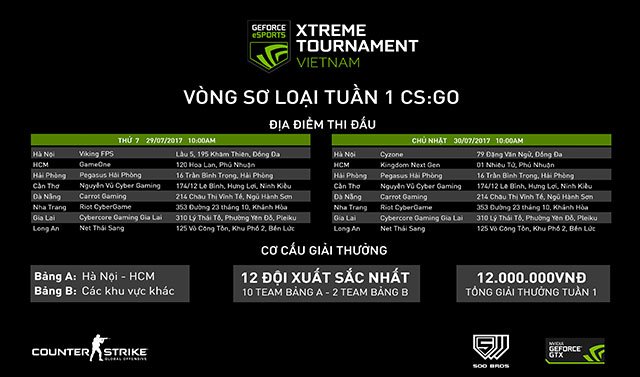 GEFORCE
eSPORTS
XTREME
TOURNAMENT
VIETNAM
VÒNG SƠ LOẠI TUẦN 1 CS:GO
ĐỊA ĐIỂM THI ĐẤU
THỨ 7 29/07/2017 10:00AM
Hà Nội Viking FPS Lầu 5, 195 Khâm Thiên, Đống Đa
HCM GameOne 120 Hoa Lan, Phú Nhuận
Hải Phòng Pegasus Hải Phòng 16 Trần Bình Trọng, Hải Phòng
Cần Thơ Nguyễn Vũ Cyber Gaming 174/12 Lê Bình, Hưng Lợi, Ninh Kiều
Đà Nẵng Carrot Gaming 214 Châu Thị Vĩnh Tế, Ngũ Hành Sơn
Nha Trang Riot CyberGame 353 Đường 23 tháng 10, Khánh Hòa
Gia Lai Cybercore Gaming Gia Lai 310 Lý Thái Tổ, Phường Yên Đổ, Pleiku
Long An Net Thái Sang 125 Võ Công Tồn, Khu Phố 2, Bến Lức
CHỦ NHẬT 30/07/2017 10:00AM
Hà Nội Cyzone 79 Đặng Văn Ngữ, Đống Đa
HCM Kingdom Next Gen 01 Nhiêu Tứ, Phú Nhuận
Hải Phòng Pegasus Hải Phòng 16 Trần Bình Trọng, Hải Phòng
Cần Thơ Nguyễn Vũ Cyber Gaming 174/12 Lê Bình, Hưng Lợi, Ninh Kiều
Đà Nẵng Carrot Gaming 214 Châu Thị Vĩnh Tế, Ngũ Hành Sơn
Nha Trang Riot CyberGame 353 Đường 23 tháng 10, Khánh Hòa
Gia Lai Cybercore Gaming Gia Lai 310 Lý Thái Tổ, Phường Yên Đổ, Pleiku
Long An Net Thái Sang 125 Võ Công Tồn, Khu Phố 2, Bến Lức
CƠ CẤU GIẢI THƯỞNG
Bảng A: Hà Nội - HCM
Bảng B: Các khu vực khác
12 ĐỘI XUẤT SẮC NHẤT
10 TEAM BẢNG A - 2 TEAM BẢNG B
12.000.000VNĐ
TỔNG GIẢI THƯỞNG TUẦN 1
COUNTER STRIKE
GLOBAL OFFENSIVE
500 BROS
NVIDIA
GEFORCE
GTX